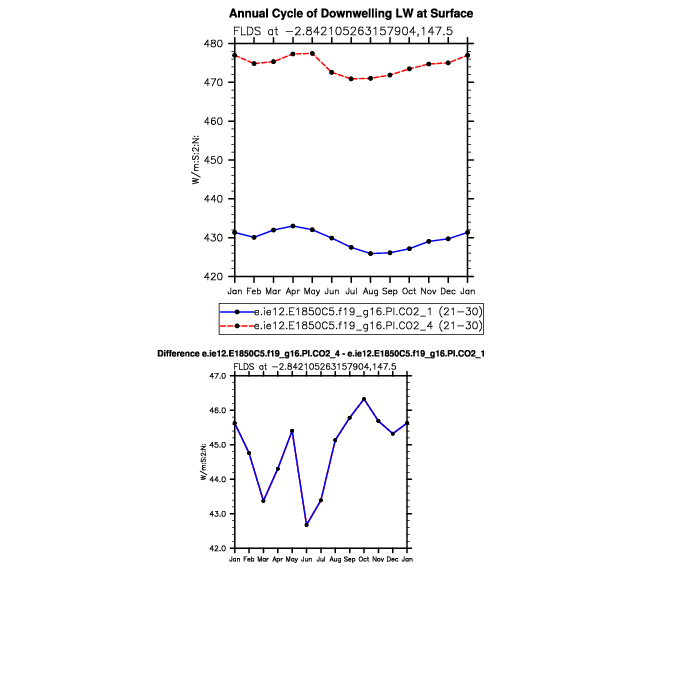 Annual Cycle of Downwelling LW at Surface
FLDS at −2.842105263157904,147.5
480
470
460
450
440
430
420
W/m:S:2:N:
Jan Feb Mar Apr May Jun Jul Aug Sep Oct Nov Dec Jan
e.ie12.E1850C5.f19_g16.PI.CO2_1 (21−30)
e.ie12.E1850C5.f19_g16.PI.CO2_4 (21−30)
Difference e.ie12.E1850C5.f19_g16.PI.CO2_4 - e.ie12.E1850C5.f19_g16.PI.CO2_1
FLDS at −2.842105263157904,147.5
47.0
46.0
45.0
44.0
43.0
42.0
W/m:S:2:N:
Jan Feb Mar Apr May Jun Jul Aug Sep Oct Nov Dec Jan